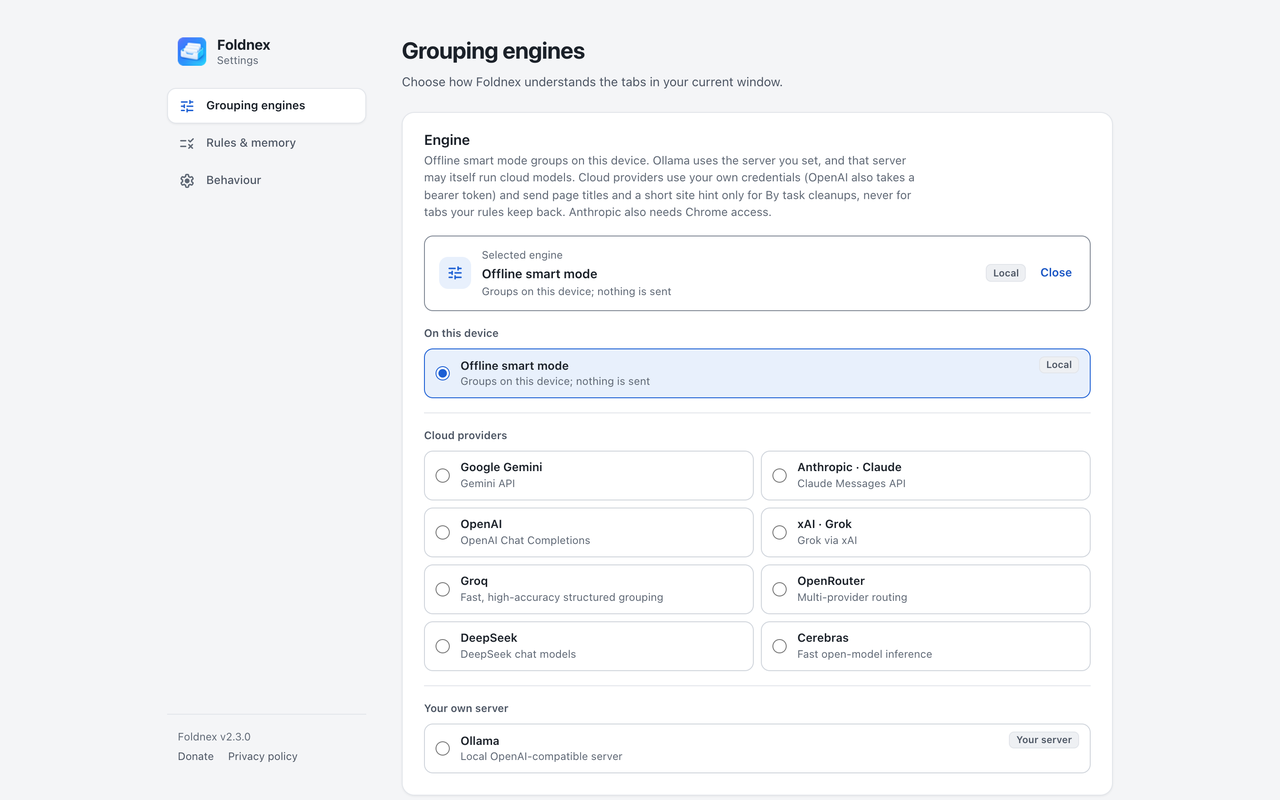 Foldnex
Settings
Grouping engines
Rules & memory
Behaviour
Foldnex v2.3.0
Donate Privacy policy
Grouping engines
Choose how Foldnex understands the tabs in your current window.
Engine
Offline smart mode groups on this device. Ollama uses the server you set, and that server
may itself run cloud models. Cloud providers use your own credentials (OpenAI also takes a
bearer token) and send page titles and a short site hint only for By task cleanups, never for
tabs your rules keep back. Anthropic also needs Chrome access.
Selected engine
Offline smart mode
Groups on this device; nothing is sent
Local
Close
On this device
Offline smart mode
Groups on this device; nothing is sent
Local
Cloud providers
Google Gemini
Gemini API
Anthropic · Claude
Claude Messages API
OpenAI
OpenAI Chat Completions
xAI · Grok
Grok via xAI
Groq
Fast, high-accuracy structured grouping
OpenRouter
Multi-provider routing
DeepSeek
DeepSeek chat models
Cerebras
Fast open-model inference
Your own server
Ollama
Local OpenAI-compatible server
Your server